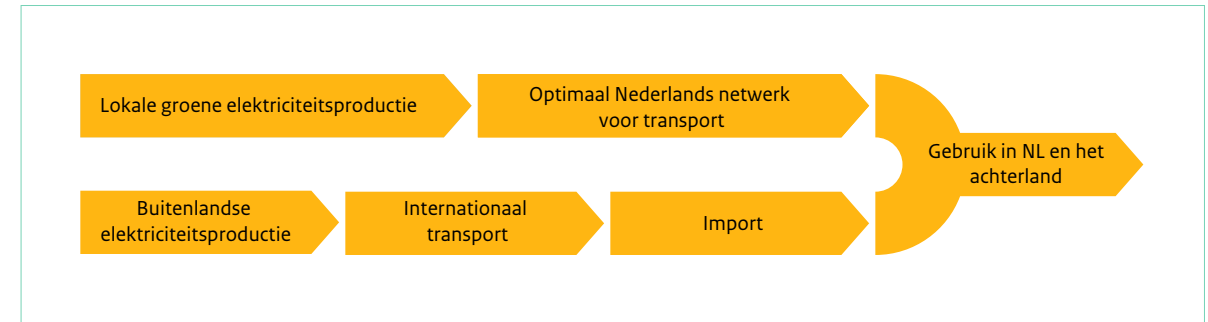 Lokale groene elektriciteitsproductie
Optimaal Nederlands netwerk
voor transport
Buitenlandse
elektriciteitsproductie
Internationaal
transport
Import
Gebruik in NL en het
achterland